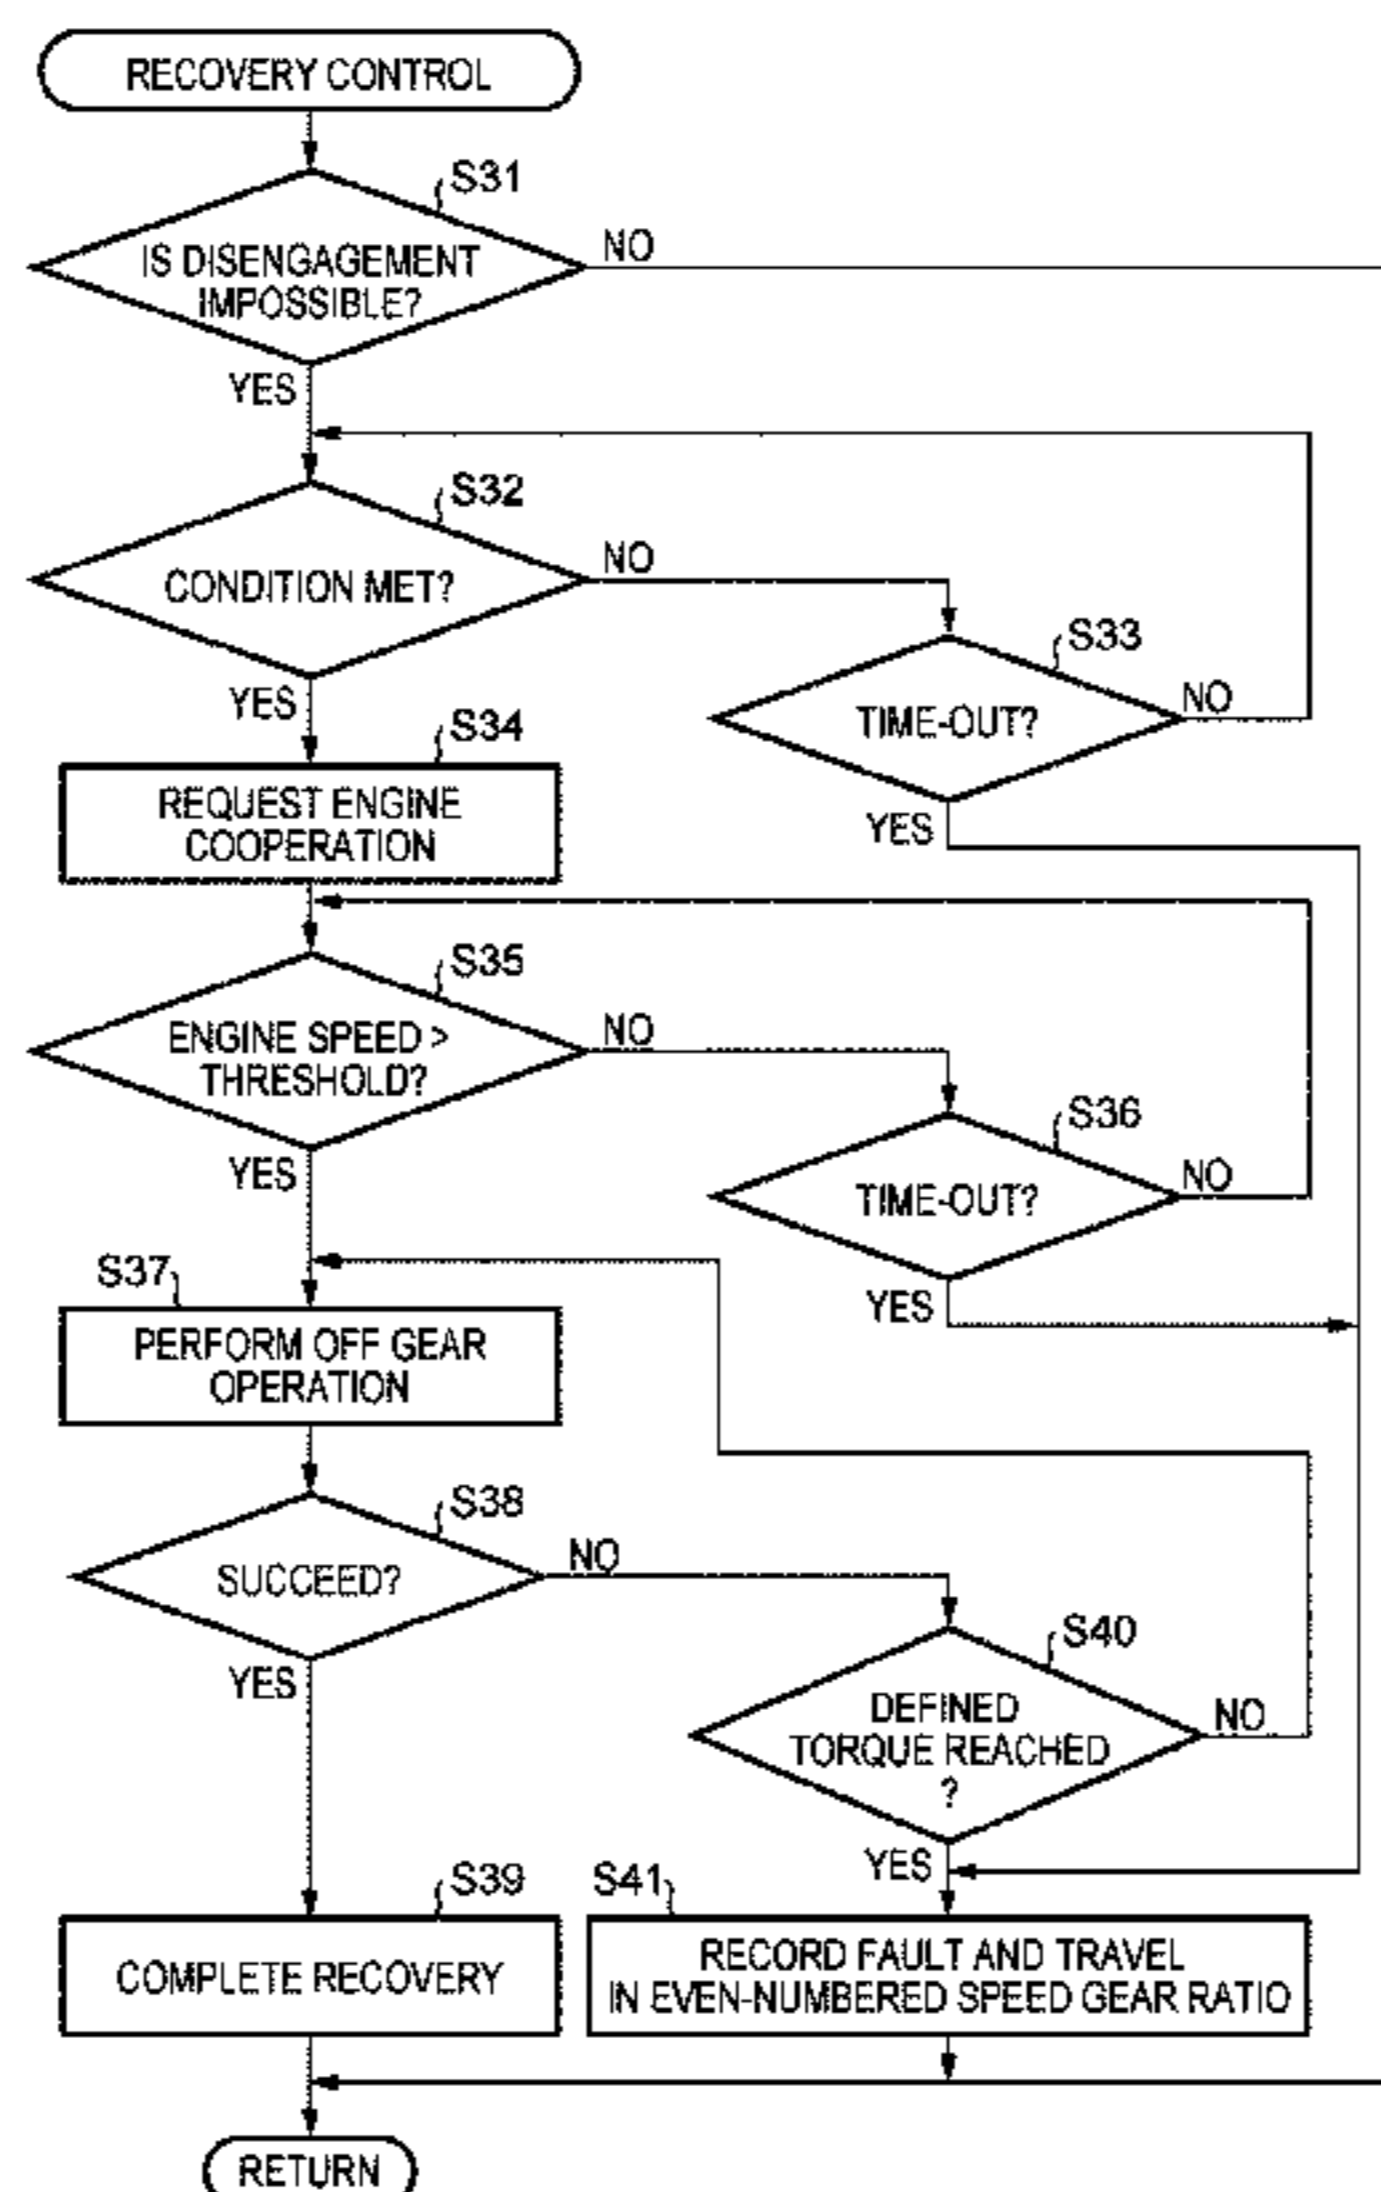 RECOVERY CONTROL
S31
IS DISENGAGEMENT
IMPOSSIBLE?
NO
YES
S32
CONDITION MET?
NO
YES
S33
TIME-OUT?
NO
YES
S34
REQUEST ENGINE
COOPERATION
S35
ENGINE SPEED >
THRESHOLD?
NO
YES
S36
TIME-OUT?
NO
YES
S37
PERFORM OFF GEAR
OPERATION
S38
SUCCEED?
NO
YES
S40
DEFINED
TORQUE REACHED
?
NO
YES
S39
COMPLETE RECOVERY
S41
RECORD FAULT AND TRAVEL
IN EVEN-NUMBERED SPEED GEAR RATIO
RETURN